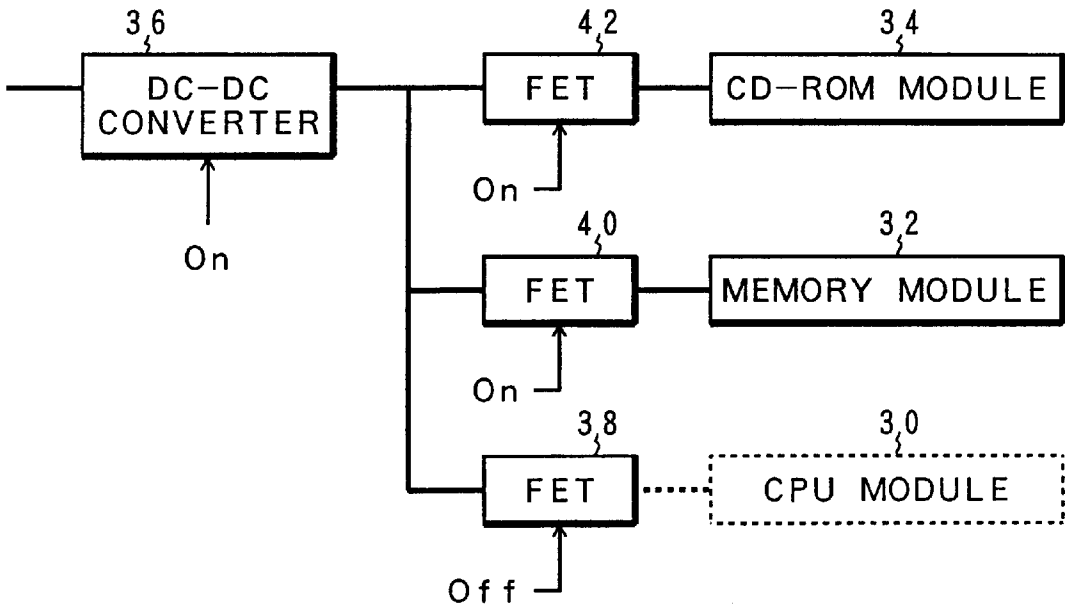 36
42
34
DC-DC
CONVERTER
FET
CD-ROM MODULE
On
On
40
32
FET
MEMORY MODULE
On
38
30
FET
CPU MODULE
Off